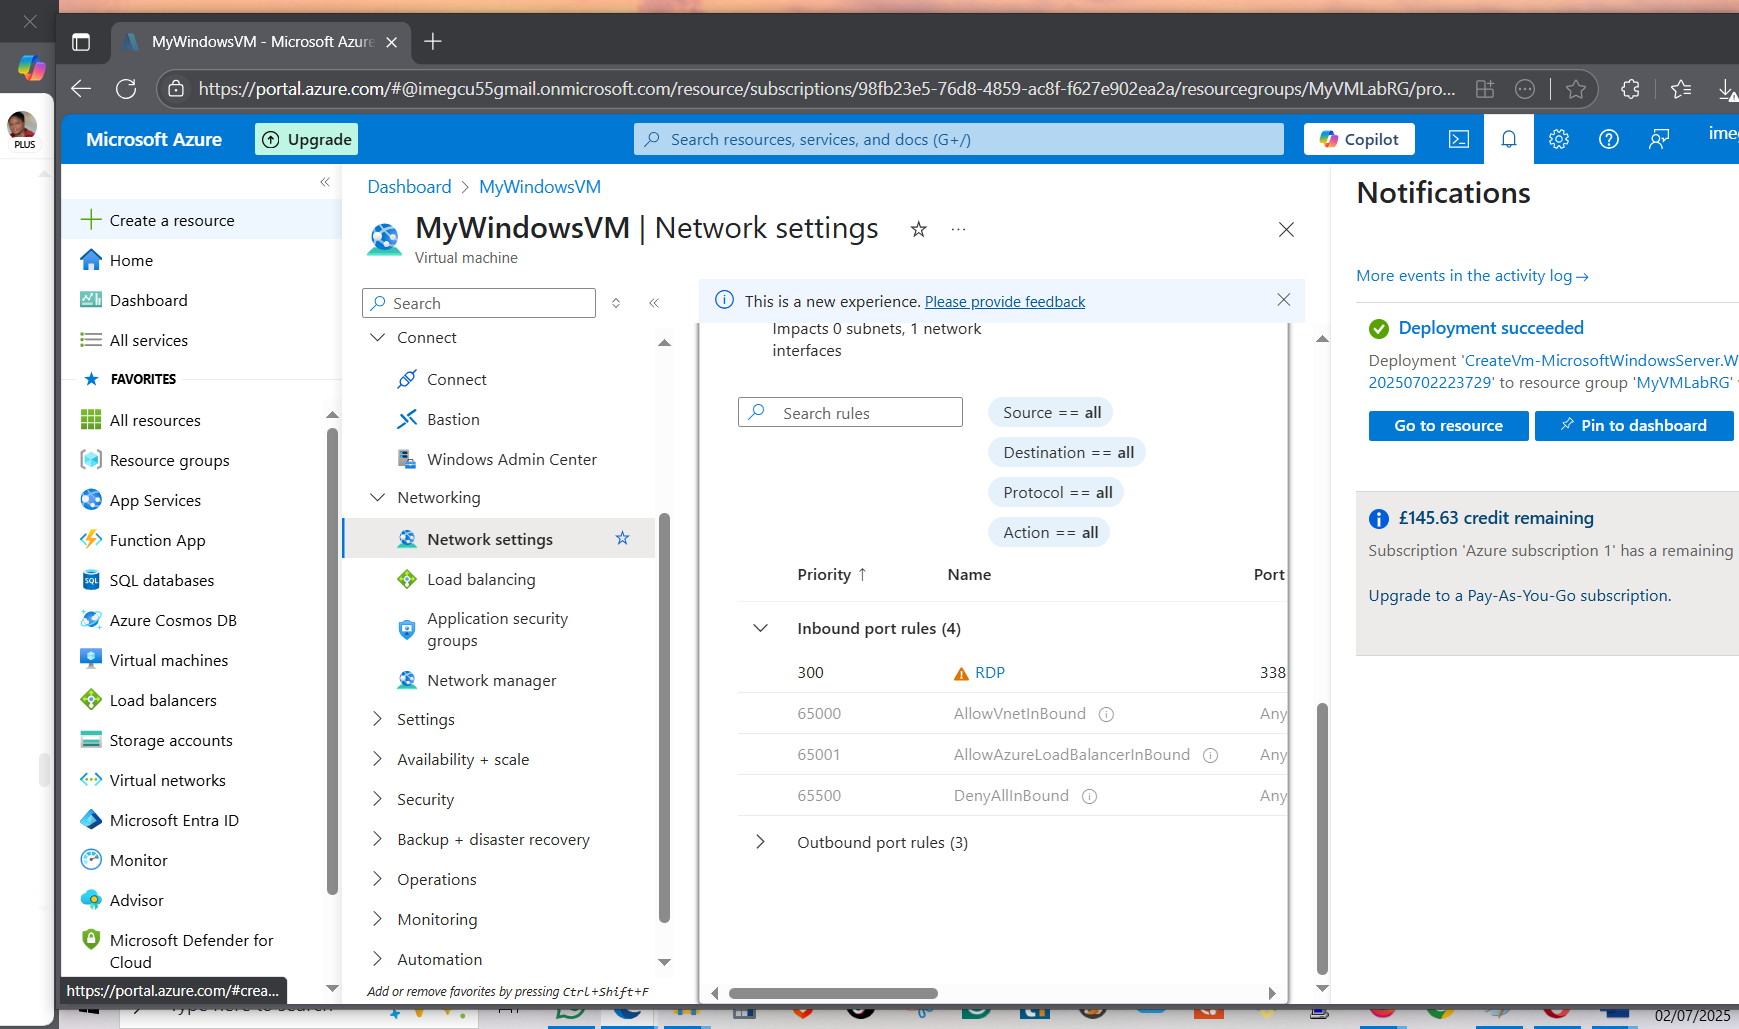 MyWindowsVM - Microsoft Azure
https://portal.azure.com/#@imegcu55gmail.onmicrosoft.com/resource/subscriptions/98fb23e5-76d8-4859-ac8f-f627e902ea2a/resourcegroups/MyVMLabRG/pro...
PLUS
Microsoft Azure
Upgrade
Search resources, services, and docs (G+/)
Copilot
ime
Create a resource
Home
Dashboard
All services
FAVORITES
All resources
Resource groups
App Services
Function App
SQL databases
Azure Cosmos DB
Virtual machines
Load balancers
Storage accounts
Virtual networks
Microsoft Entra ID
Monitor
Advisor
Microsoft Defender for
Cloud
https://portal.azure.com/#crea...
Dashboard > MyWindowsVM
MyWindowsVM | Network settings
Virtual machine
Search
Connect
Connect
Bastion
Windows Admin Center
Networking
Network settings
Load balancing
Application security
groups
Network manager
Settings
Availability + scale
Security
Backup + disaster recovery
Operations
Monitoring
Automation
Add or remove favorites by pressing Ctrl+Shift+F
This is a new experience. Please provide feedback
Impacts 0 subnets, 1 network
interfaces
Search rules
Source == all
Destination == all
Protocol == all
Action == all
Priority ↑ Name Port
Inbound port rules (4)
300 RDP 338
65000 AllowVnetInBound Any
65001 AllowAzureLoadBalancerInBound Any
65500 DenyAllInBound Any
Outbound port rules (3)
Notifications
More events in the activity log →
Deployment succeeded
Deployment 'CreateVm-MicrosoftWindowsServer.W
20250702223729' to resource group 'MyVMLabRG'
Go to resource
Pin to dashboard
£145.63 credit remaining
Subscription 'Azure subscription 1' has a remaining
Upgrade to a Pay-As-You-Go subscription.
02/07/2025